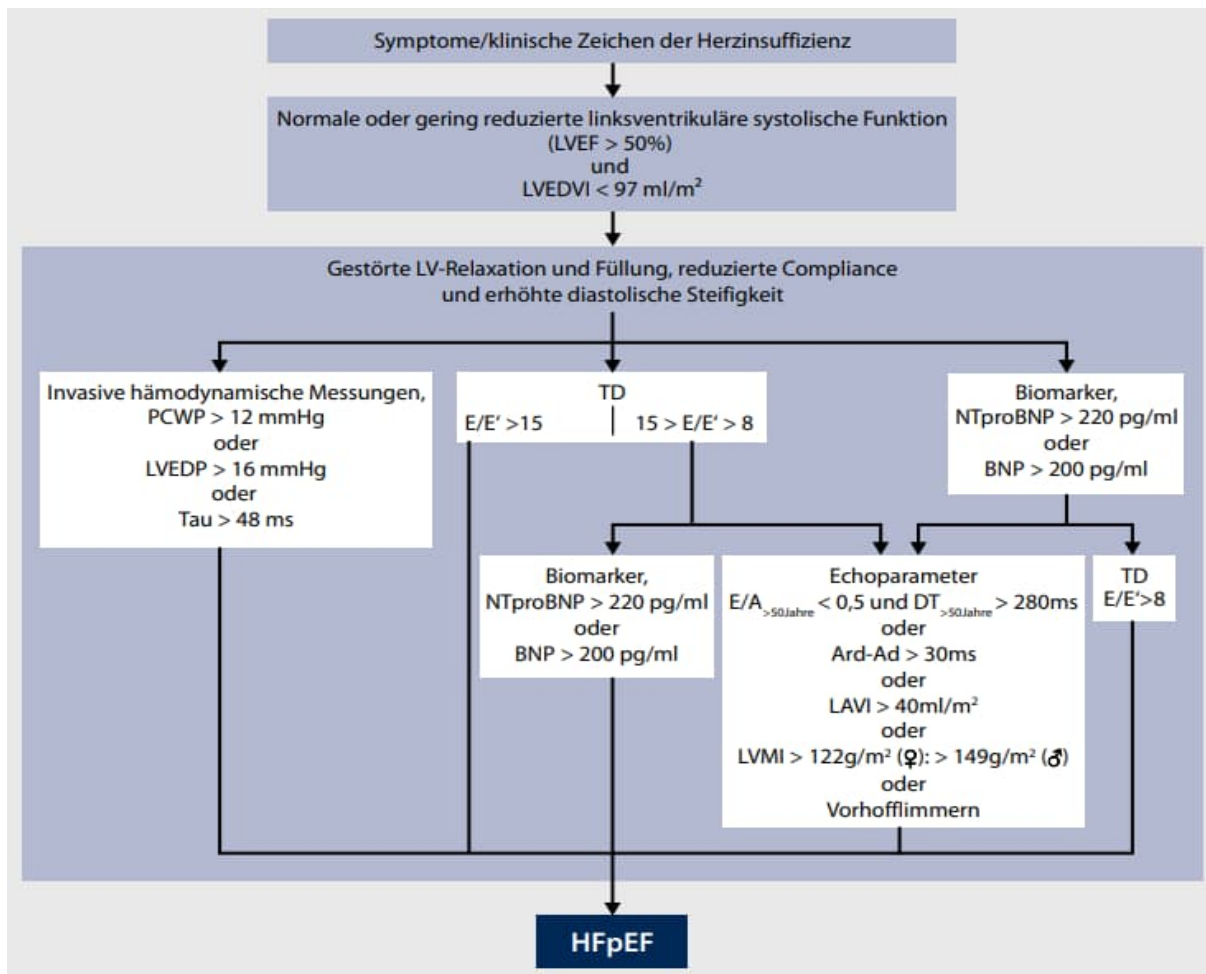 Symptome/klinische Zeichen der Herzinsuffizienz
Normale oder gering reduzierte linksventrikuläre systolische Funktion
(LVEF > 50%)
und
LVEDVI < 97 ml/m²
Gestörte LV-Relaxation und Füllung, reduzierte Compliance
und erhöhte diastolische Steifigkeit
Invasive hämodynamische Messungen,
PCWP > 12 mmHg
oder
LVEDP > 16 mmHg
oder
Tau > 48 ms
TD
E/E‘ >15
15 > E/E‘ > 8
Biomarker,
NTproBNP > 220 pg/ml
oder
BNP > 200 pg/ml
Biomarker,
NTproBNP > 220 pg/ml
oder
BNP > 200 pg/ml
Echoparameter
E/A >50Jahre < 0,5 und DT >50Jahre > 280ms
oder
Ard-Ad > 30ms
oder
LAVI > 40ml/m²
oder
LVMI > 122g/m² (♀): > 149g/m² (♂)
oder
Vorhofflimmern
TD
E/E‘>8
HFpEF